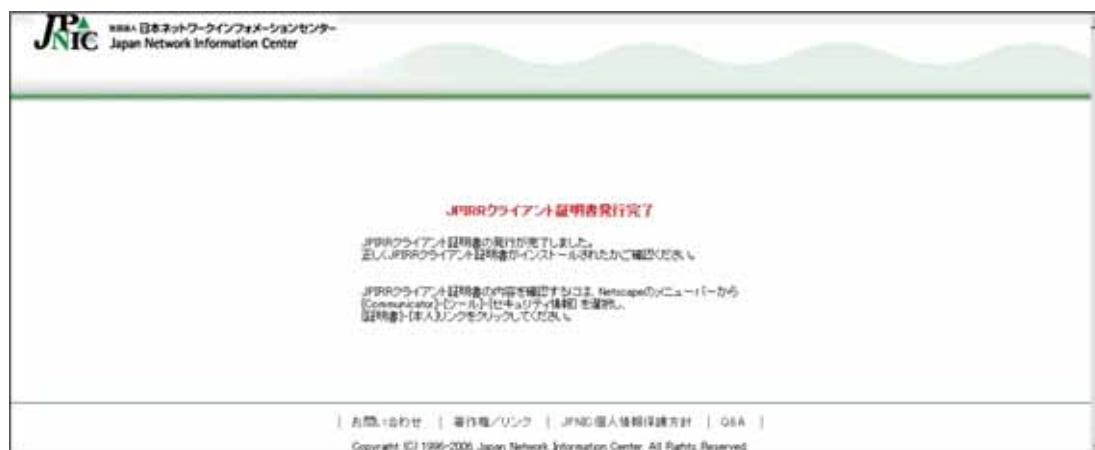 JPNIC 社団法人 日本ネットワークインフォメーションセンター
Japan Network Information Center
JPIRRクライアント証明書発行完了
JPIRRクライアント証明書の発行が完了しました。
正しくJPIRRクライアント証明書がインストールされたかご確認ください。
JPIRRクライアント証明書の内容を確認するには、Netscapeのメニューバーから
[Communicator]-[ツール]-[セキュリティ情報] を選択し、
[証明書]-[本人]リンクをクリックしてください。
| お問い合わせ | 著作権/リンク | JPNIC個人情報保護方針 | Q&A |
Copyright (C) 1996-2006 Japan Network Information Center. All Rights Reserved.